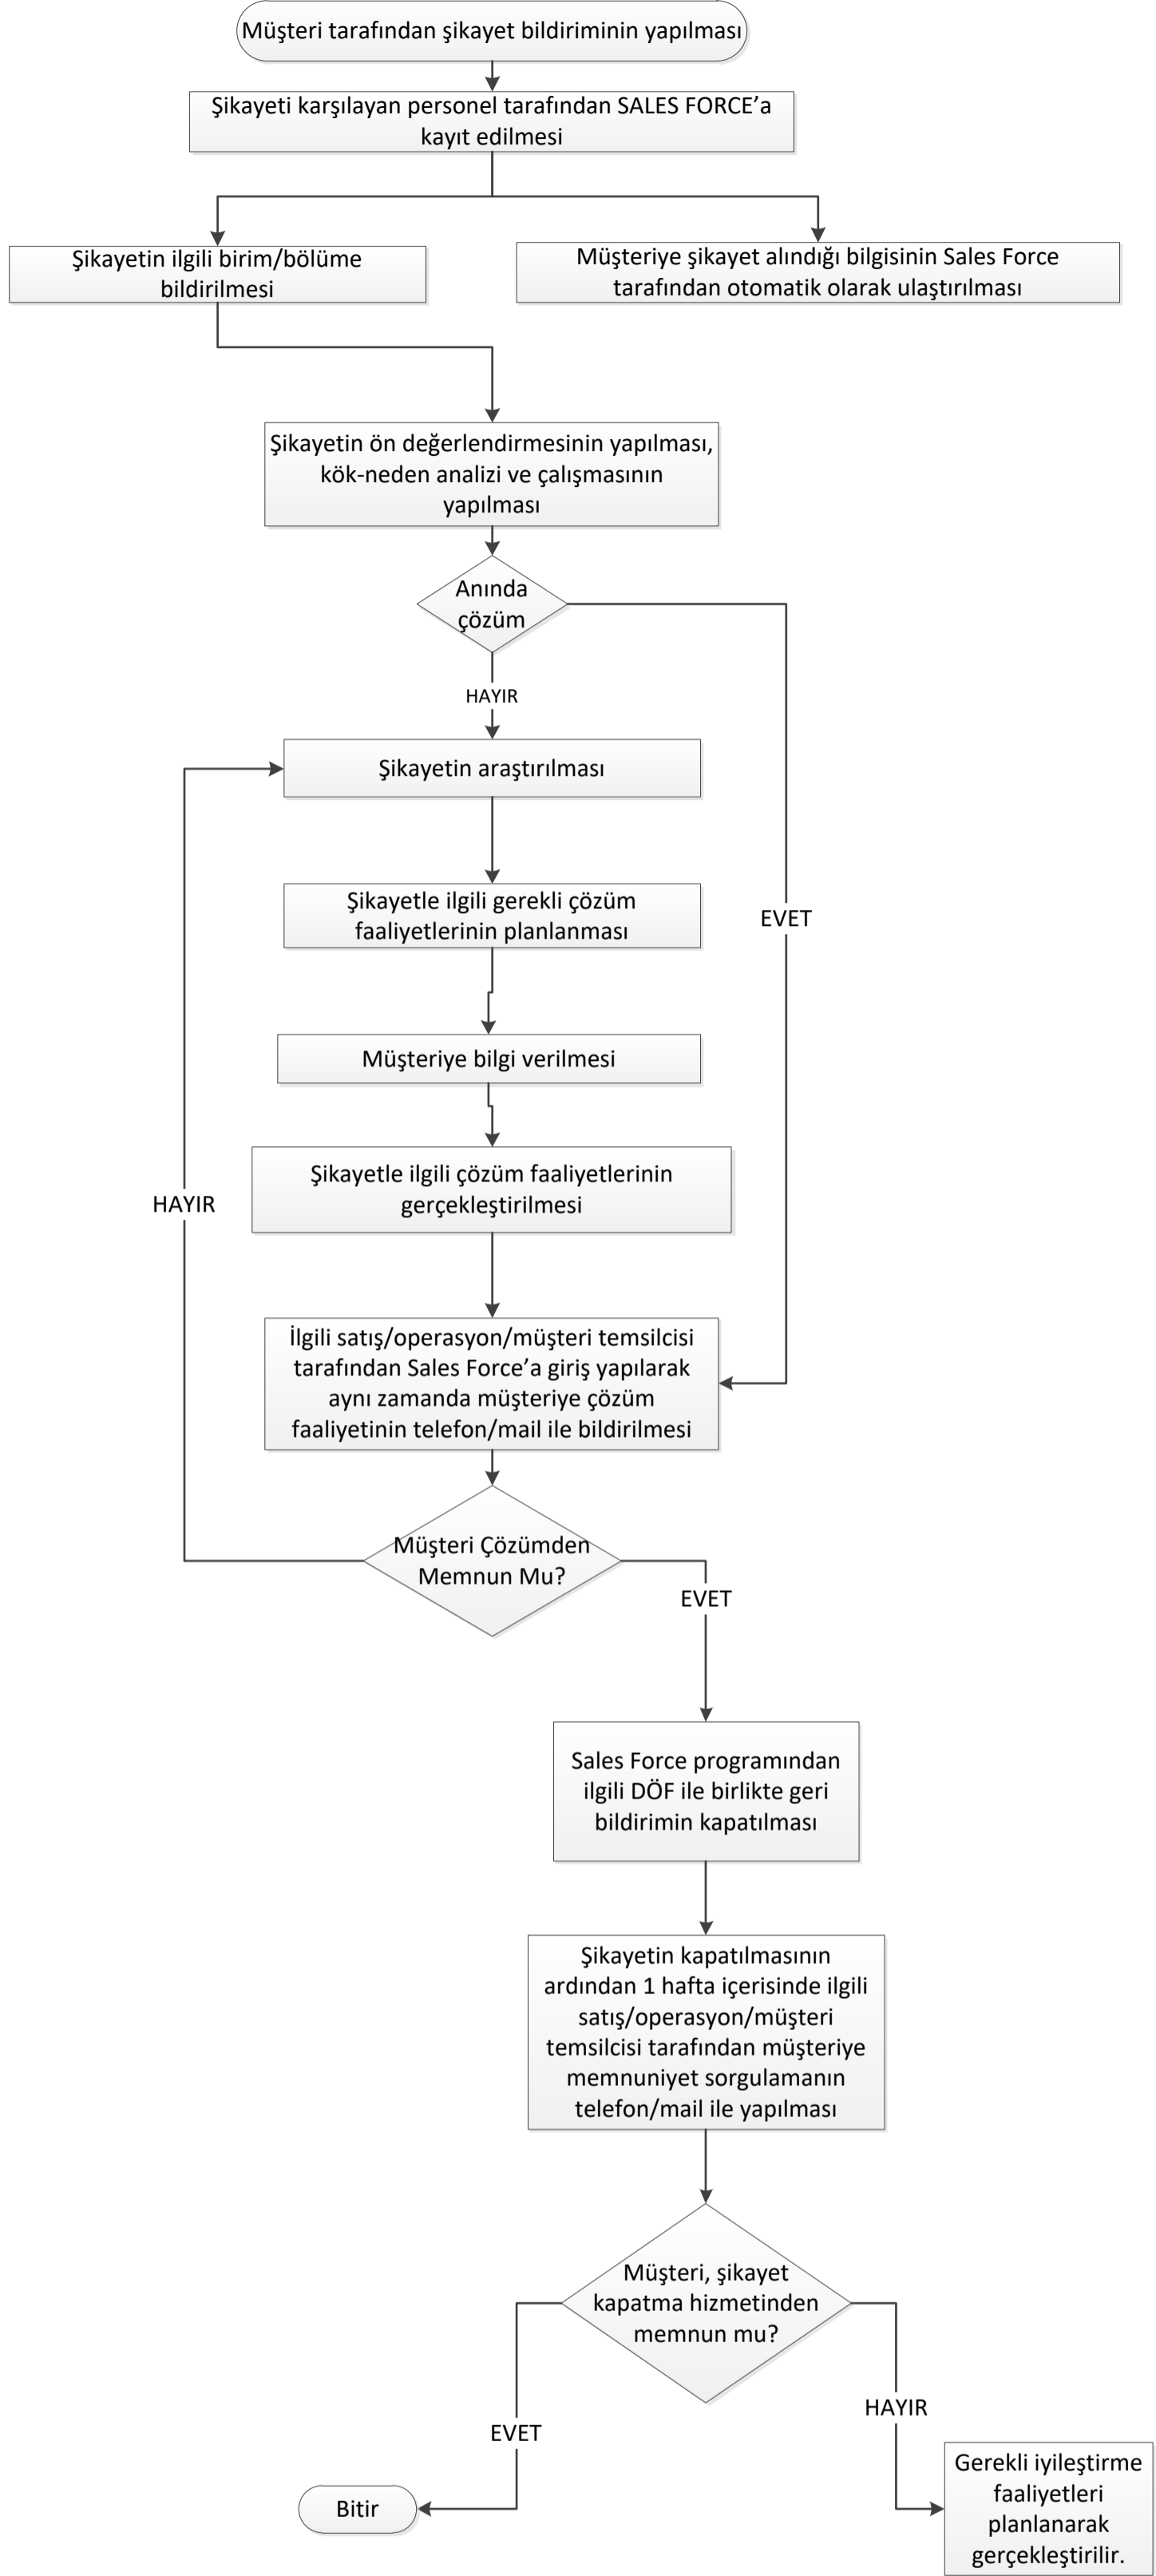 Müşteri tarafından şikayet bildiriminin yapılması
Şikayeti karşılayan personel tarafından SALES FORCE’a
kayıt edilmesi
Şikayetin ilgili birim/bölüme
bildirilmesi
Müşteriye şikayet alındığı bilgisinin Sales Force
tarafından otomatik olarak ulaştırılması
Şikayetin ön değerlendirmesinin yapılması,
kök-neden analizi ve çalışmasının
yapılması
Anında
çözüm
HAYIR
Şikayetin araştırılması
Şikayetle ilgili gerekli çözüm
faaliyetlerinin planlanması
EVET
Müşteriye bilgi verilmesi
Şikayetle ilgili çözüm faaliyetlerinin
gerçekleştirilmesi
HAYIR
İlgili satış/operasyon/müşteri temsilcisi
tarafından Sales Force’a giriş yapılarak
aynı zamanda müşteriye çözüm
faaliyetinin telefon/mail ile bildirilmesi
Müşteri Çözümden
Memnun Mu?
EVET
Sales Force programından
ilgili DÖF ile birlikte geri
bildirimin kapatılması
Şikayetin kapatılmasının
ardından 1 hafta içerisinde ilgili
satış/operasyon/müşteri
temsilcisi tarafından müşteriye
memnuniyet sorgulamanın
telefon/mail ile yapılması
Müşteri, şikayet
kapatma hizmetinden
memnun mu?
HAYIR
EVET
Bitir
Gerekli iyileştirme
faaliyetleri
planlanarak
gerçekleştirilir.